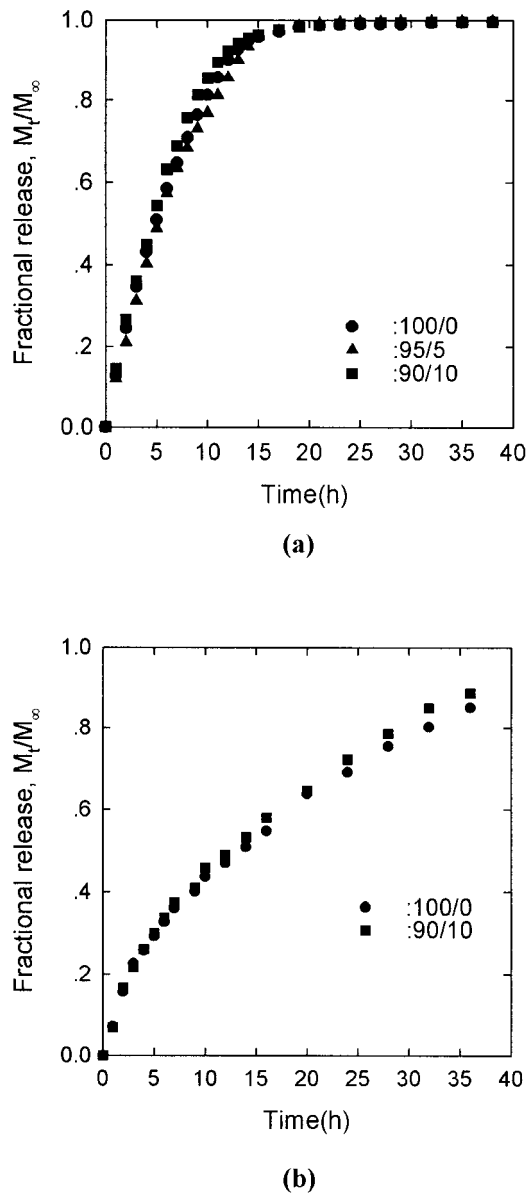 1.0
.8
.6
.4
.2
0.0
Fractional release, Mt/M∞
:100/0
:95/5
:90/10
0 5 10 15 20 25 30 35 40
Time(h)
(a)
1.0
.8
.6
.4
.2
0.0
Fractional release, Mt/M∞
:100/0
:90/10
0 5 10 15 20 25 30 35 40
Time(h)
(b)